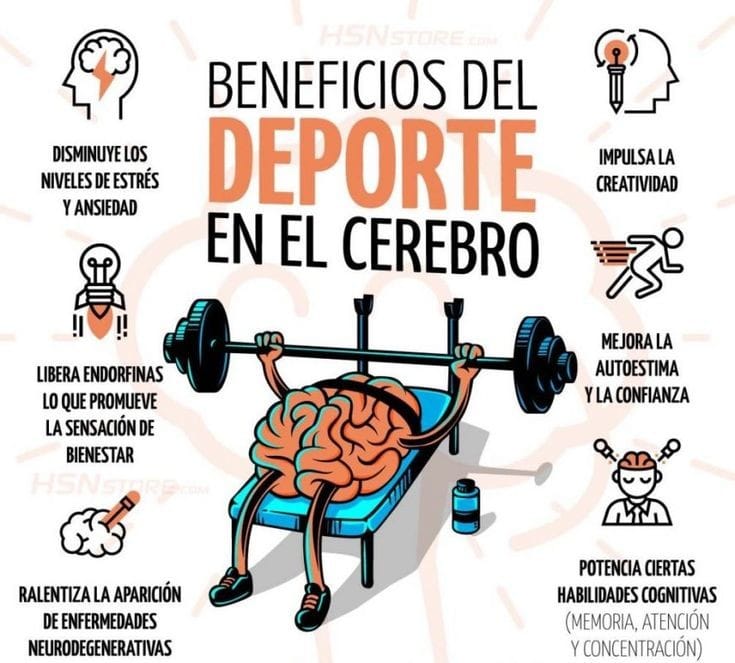 HSNSTORE.COM
BENEFICIOS DEL
DEPORTE
EN EL CEREBRO
DISMINUYE LOS
NIVELES DE ESTRÉS
Y ANSIEDAD
LIBERA ENDORFINAS
LO QUE PROMUEVE
LA SENSACIÓN DE
BIENESTAR
HSNSTORE.COM
RALENTIZA LA APARICIÓN
DE ENFERMEDADES
NEURODEGENERATIVAS
IMPULSA LA
CREATIVIDAD
MEJORA LA
AUTOESTIMA
Y LA CONFIANZA
POTENCIA CIERTAS
HABILIDADES COGNITIVAS
(MEMORIA, ATENCIÓN
Y CONCENTRACIÓN)